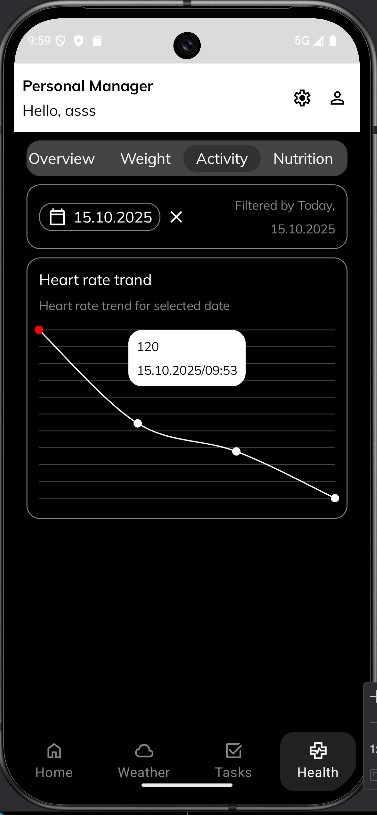 9:59
5G
Personal Manager
Hello, asss
Overview Weight Activity Nutrition
15.10.2025
Filtered by Today,
15.10.2025
Heart rate trand
Heart rate trend for selected date
120
15.10.2025/09:53
Home Weather Tasks Health